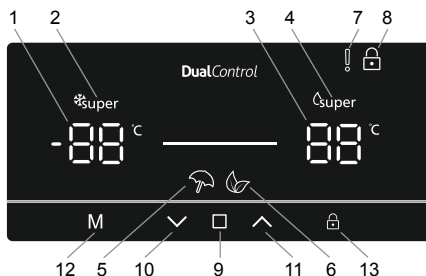 1 2 3 4 7 8
DualControl
super super
-88 °C 88 °C
M
12 5 10 9 11 6 13